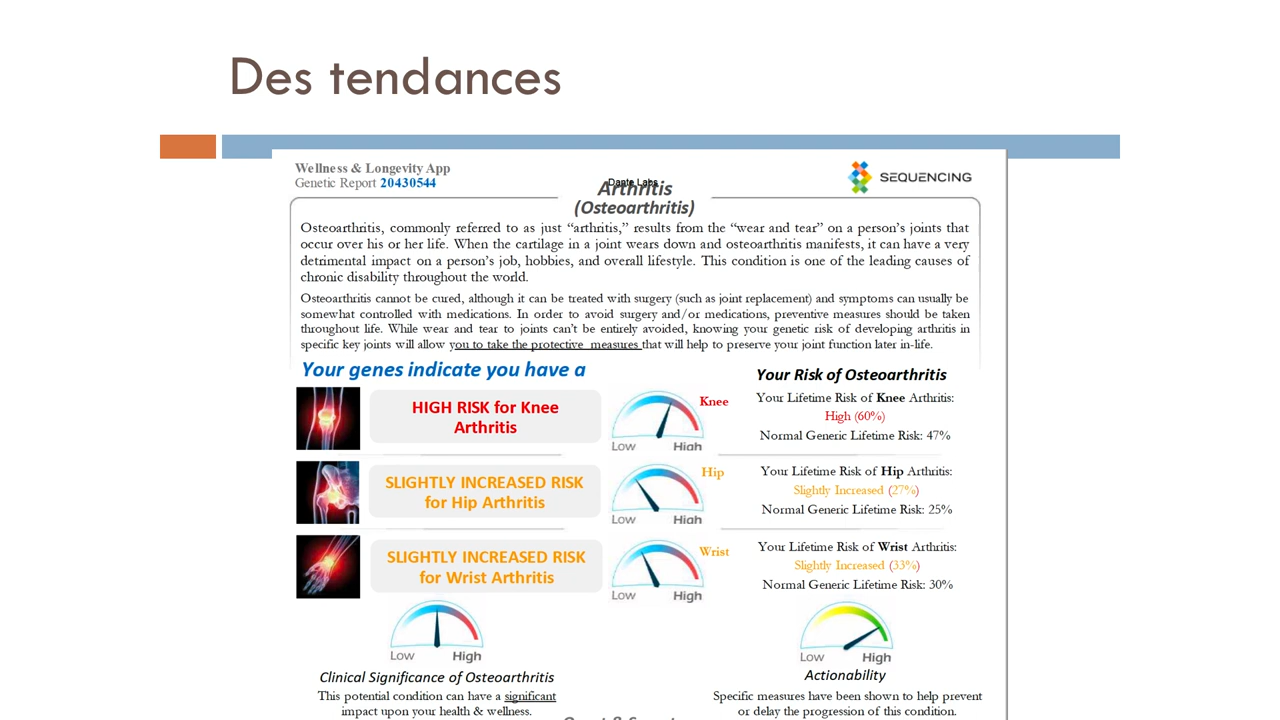 Des tendances
Wellness & Longevity App
Genetic Report 20430544
Dante Labs
SEQUENCING
Arthritis
(Osteoarthritis)
Osteoarthritis, commonly referred to as just “arthritis,” results from the “wear and tear” on a person’s joints that
occur over his or her life. When the cartilage in a joint wears down and osteoarthritis manifests, it can have a very
detrimental impact on a person’s job, hobbies, and overall lifestyle. This condition is one of the leading causes of
chronic disability throughout the world.
Osteoarthritis cannot be cured, although it can be treated with surgery (such as joint replacement) and symptoms can usually be
somewhat controlled with medications. In order to avoid surgery and/or medications, preventive measures should be taken
throughout life. While wear and tear to joints can’t be entirely avoided, knowing your genetic risk of developing arthritis in
specific key joints will allow you to take the protective measures that will help to preserve your joint function later in-life.
Your genes indicate you have a
Your Risk of Osteoarthritis
HIGH RISK for Knee
Arthritis
Low High
Knee
Your Lifetime Risk of Knee Arthritis:
High (60%)
Normal Generic Lifetime Risk: 47%
SLIGHTLY INCREASED RISK
for Hip Arthritis
Low High
Hip
Your Lifetime Risk of Hip Arthritis:
Slightly Increased (27%)
Normal Generic Lifetime Risk: 25%
SLIGHTLY INCREASED RISK
for Wrist Arthritis
Low High
Wrist
Your Lifetime Risk of Wrist Arthritis:
Slightly Increased (33%)
Normal Generic Lifetime Risk: 30%
Low High
Clinical Significance of Osteoarthritis
This potential condition can have a significant
impact upon your health & wellness.
Low High
Actionability
Specific measures have been shown to help prevent
or delay the progression of this condition.